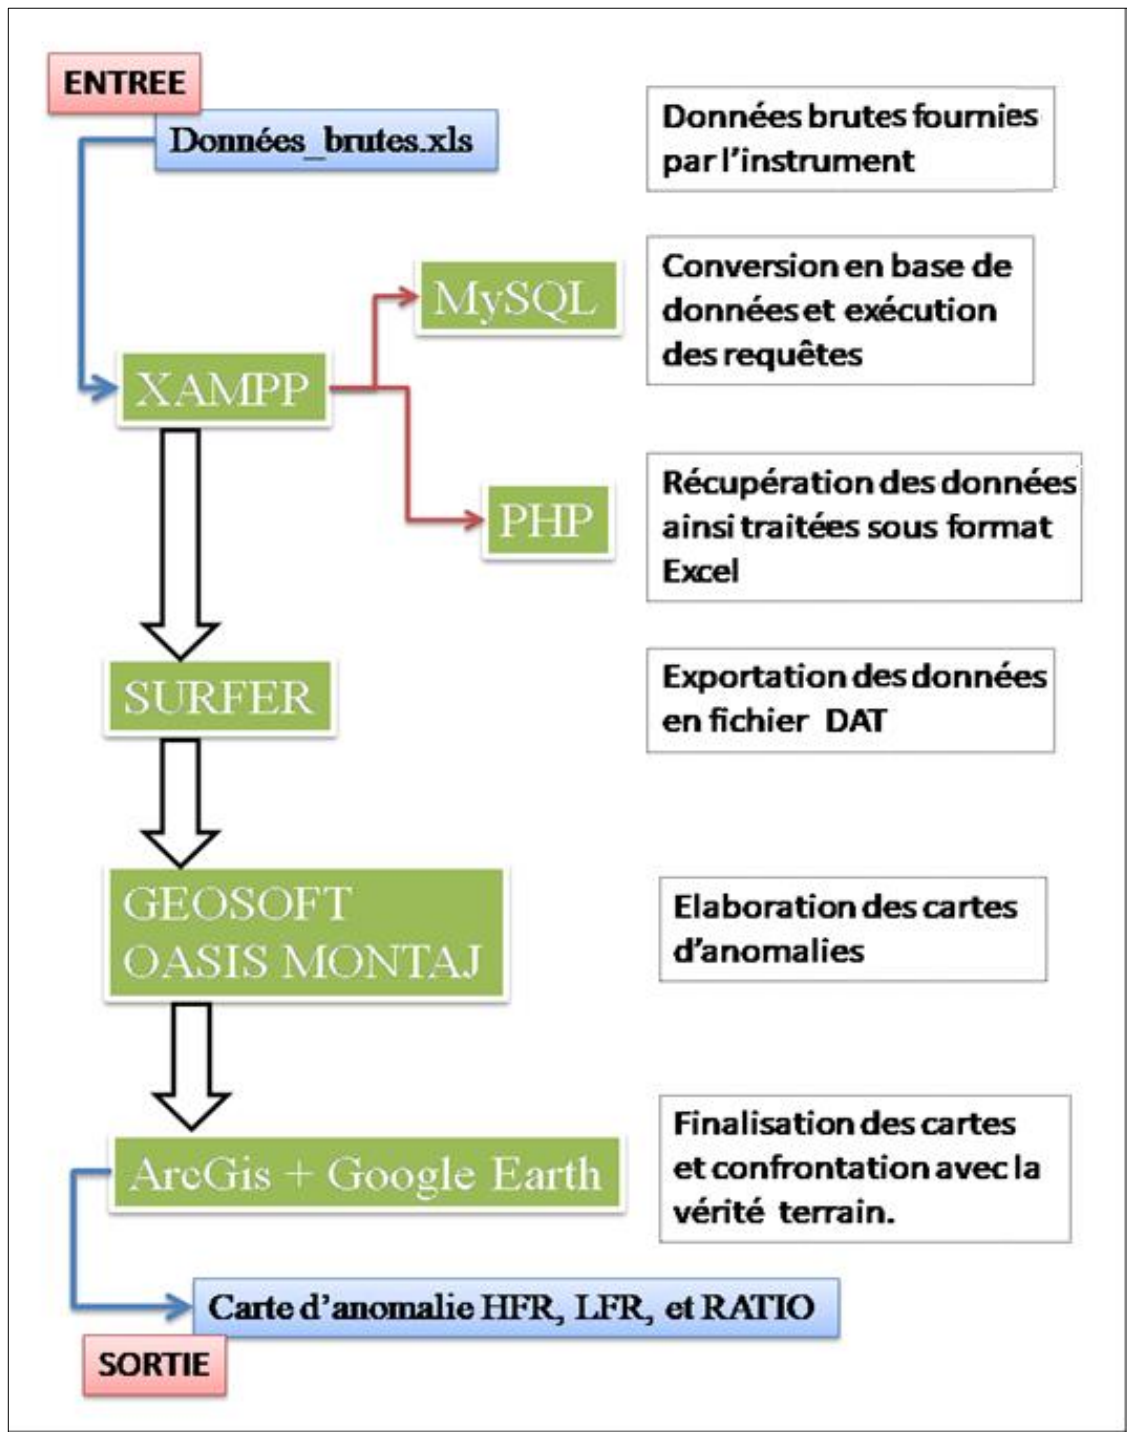 ENTREE
Données_brutes.xls
Données brutes fournies
par l'instrument
MySQL
Conversion en base de
données et exécution
des requêtes
XAMPP
PHP
Récupération des données
ainsi traitées sous format
Excel
SURFER
Exportation des données
en fichier DAT
GEOSOFT
OASIS MONTAJ
Elaboration des cartes
d'anomalies
ArcGis + Google Earth
Finalisation des cartes
et confrontation avec la
vérité terrain.
Carte d'anomalie HFR, LFR, et RATIO
SORTIE